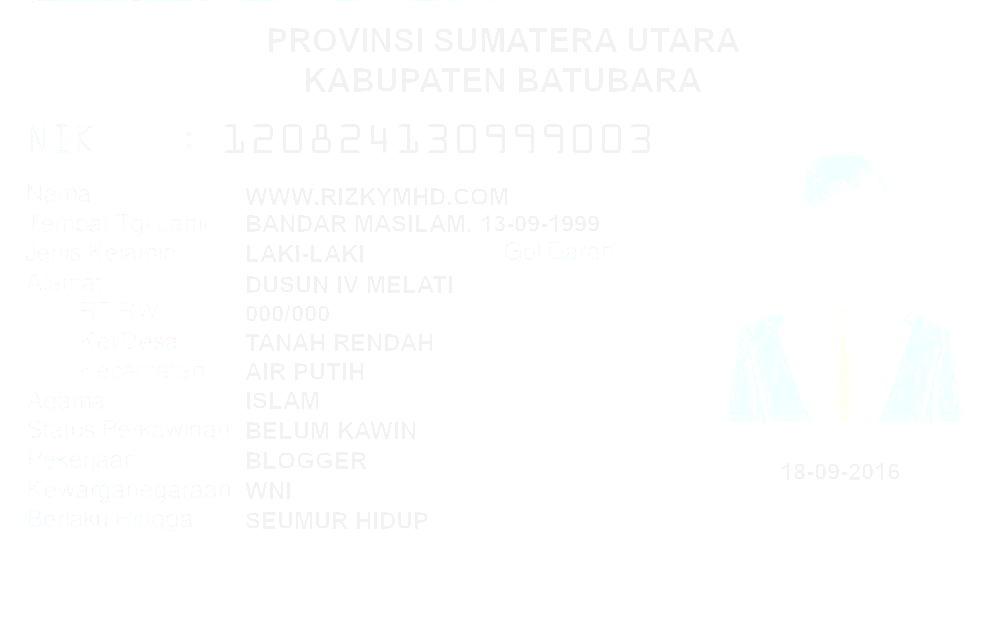 PROVINSI SUMATERA UTARA
KABUPATEN BATUBARA
NIK : 1208241309999003
Nama WWW.RIZKYMHD.COM
Tempat Tgl Lahir BANDAR MASILAM. 13-09-1999
Jenis Kelamin LAKI-LAKI Gol Darah
Alamat DUSUN IV MELATI
RT RW 000/000
Kel Desa TANAH RENDAH
Kecamatan AIR PUTIH
Agama ISLAM
Status Perkawinan BELUM KAWIN
Pekerjaan BLOGGER
Kewarganegaraan WNI
Berlaku Hingga SEUMUR HIDUP
18-09-2016